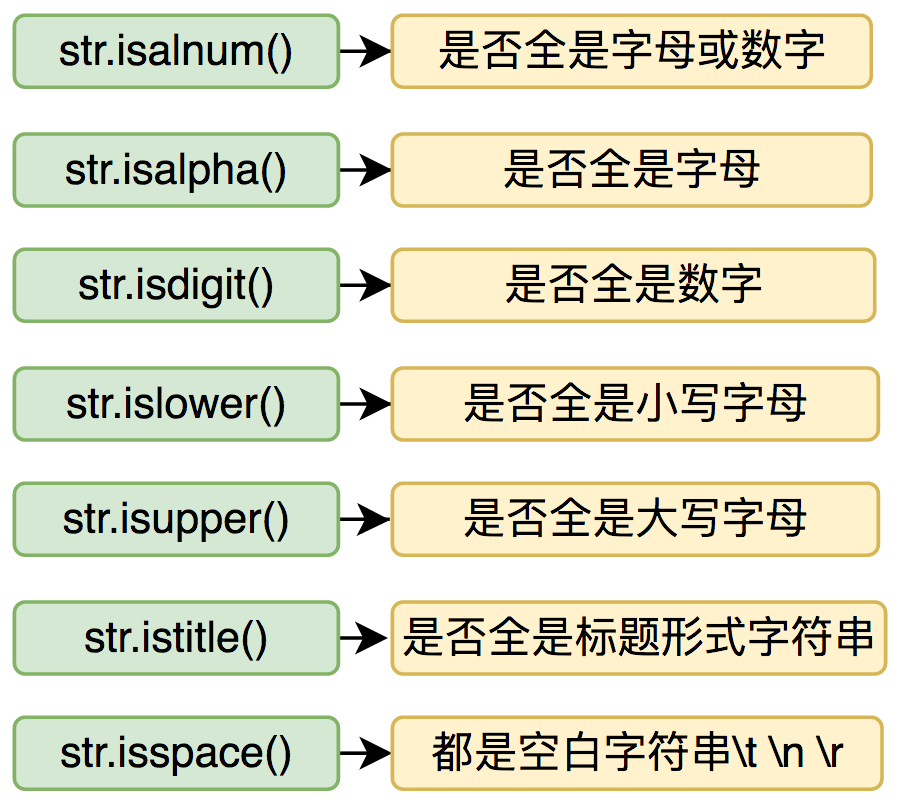 str.isalnum() 是否全是字母或数字
str.isalpha() 是否全是字母
str.isdigit() 是否全是数字
str.islower() 是否全是小写字母
str.isupper() 是否全是大写字母
str.istitle() 是否全是标题形式字符串
str.isspace() 都是空白字符串\t \n \r